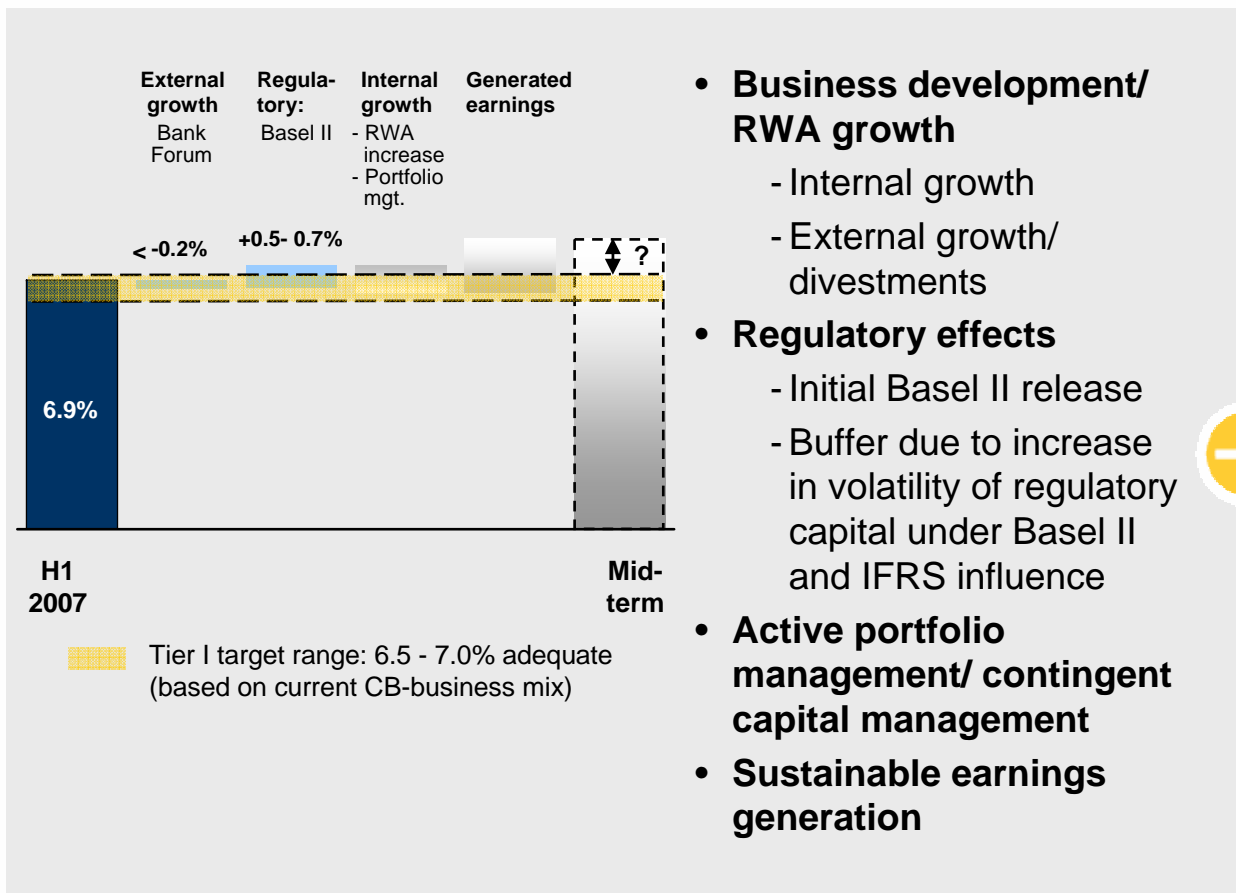 External
growth
Bank
Forum
Regula-
tory:
Basel II
Internal
growth
- RWA
increase
- Portfolio
mgt.
Generated
earnings
< -0.2%
+0.5- 0.7%
?
6.9%
H1
2007
Mid-
term
Tier I target range: 6.5 - 7.0% adequate
(based on current CB-business mix)
• Business development/
RWA growth
- Internal growth
- External growth/
divestments
• Regulatory effects
- Initial Basel II release
- Buffer due to increase
in volatility of regulatory
capital under Basel II
and IFRS influence
• Active portfolio
management/ contingent
capital management
• Sustainable earnings
generation